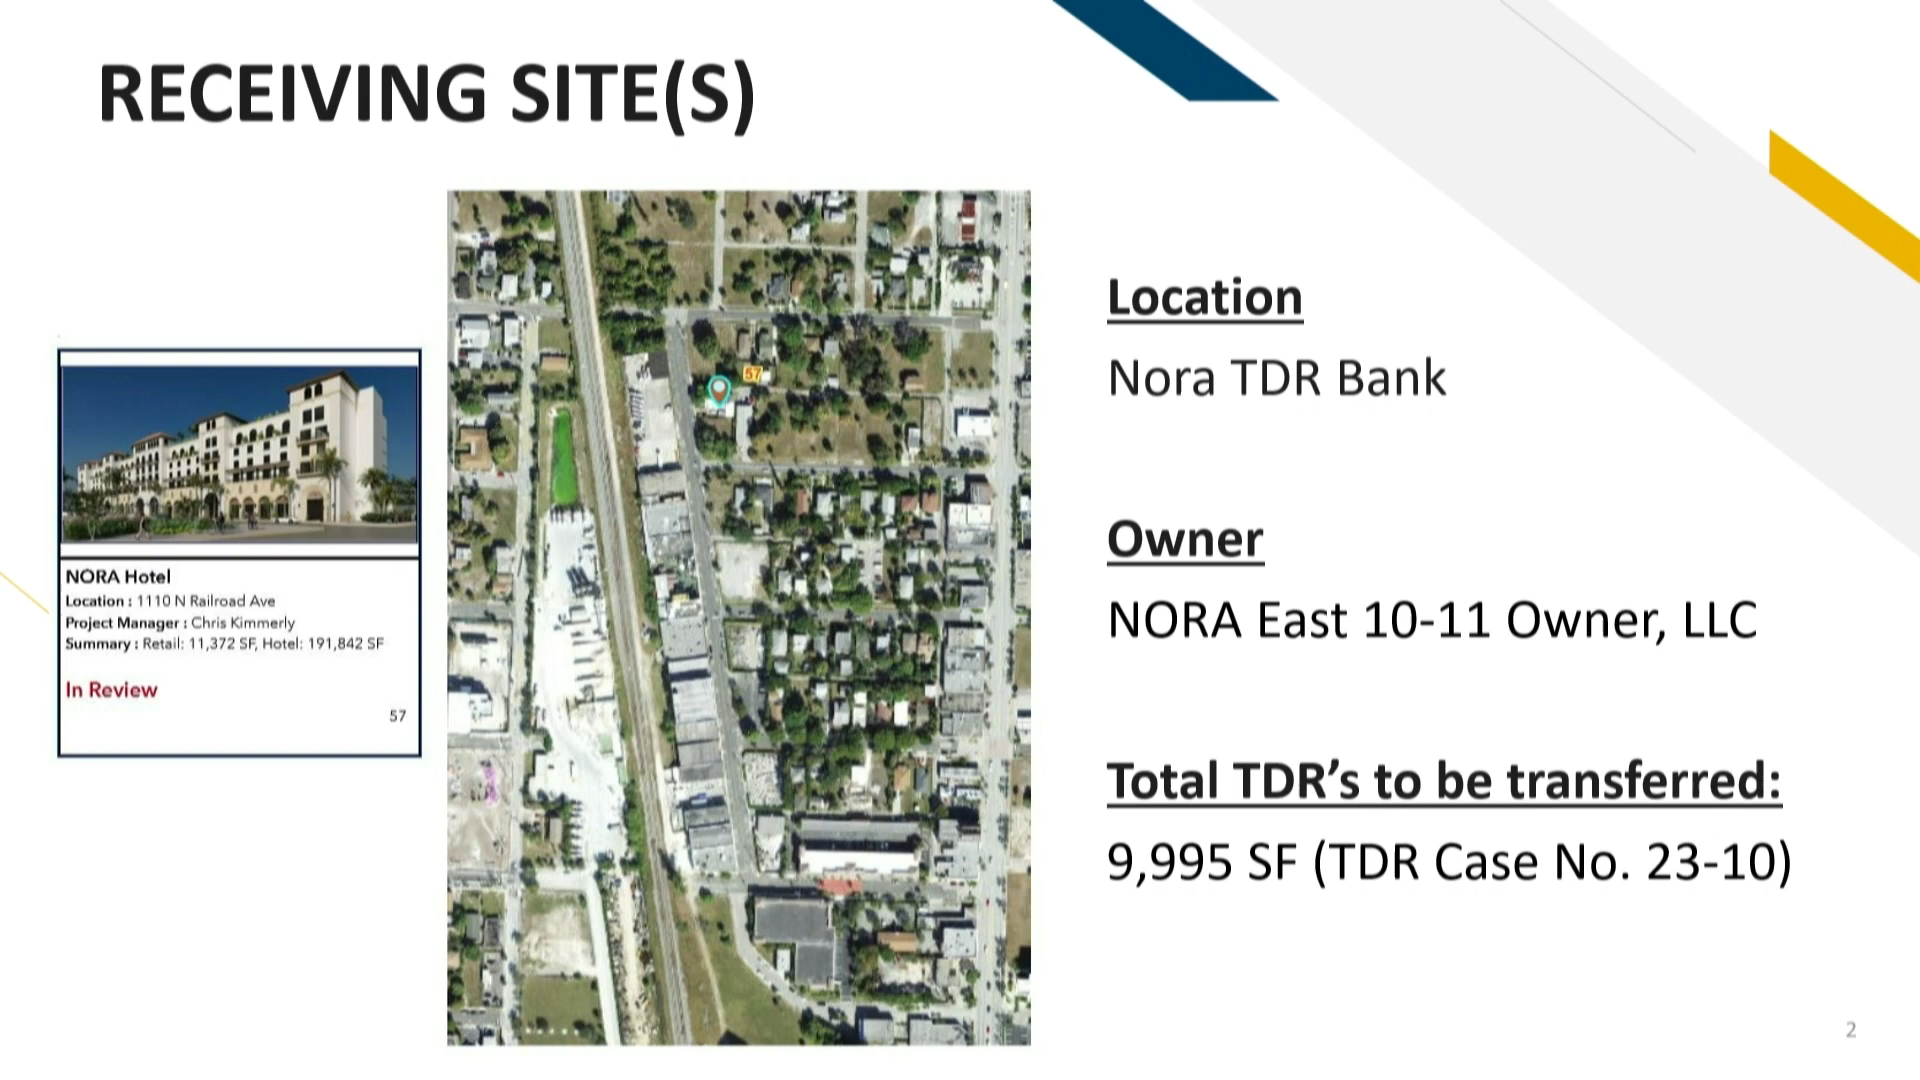 RECEIVING SITE(S)
NORA Hotel
Location : 1110 N Railroad Ave
Project Manager : Chris Kimmerly
Summary : Retail: 11,372 SF, Hotel: 191,842 SF
In Review
57
57
Location
Nora TDR Bank
Owner
NORA East 10-11 Owner, LLC
Total TDR’s to be transferred:
9,995 SF (TDR Case No. 23-10)
2